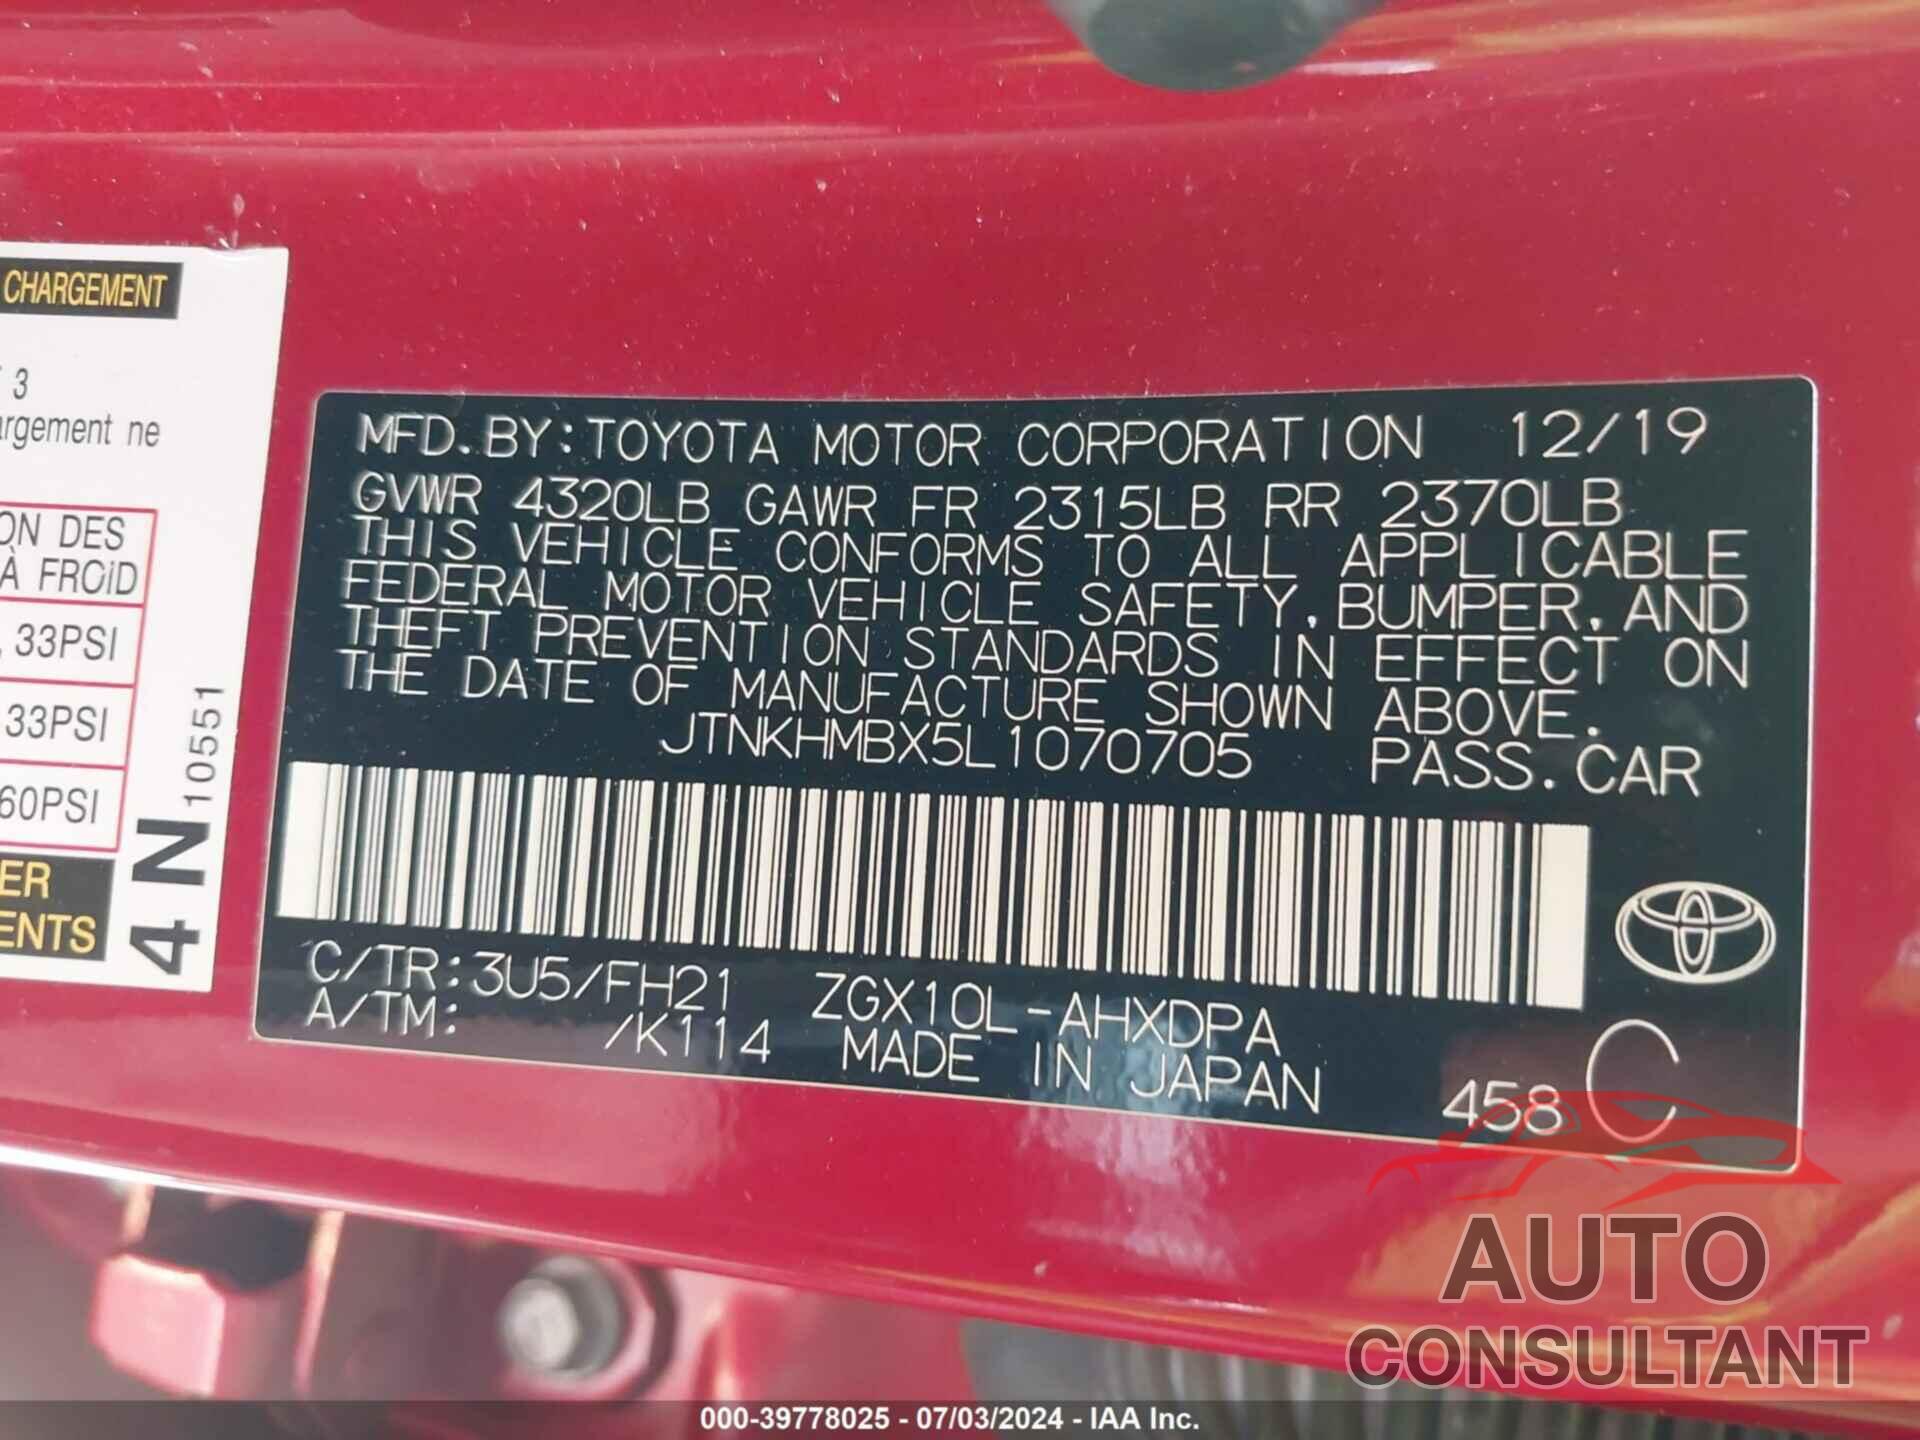 CHARGEMENT
3
rgement ne
ON DES
À FROID
33PSI
33PSI
60PSI
ER
ENTS
4N 10551
MFD. BY: TOYOTA MOTOR CORPORATION 12/19
GVWR 4320LB GAWR FR 2315LB RR 2370LB
THIS VEHICLE CONFORMS TO ALL APPLICABLE
FEDERAL MOTOR VEHICLE SAFETY, BUMPER, AND
THEFT PREVENTION STANDARDS IN EFFECT ON
THE DATE OF MANUFACTURE SHOWN ABOVE.
JTNKHMBX5L1070705 PASS. CAR
C/TR: 3U5/FH21 ZGX10L-AHXDPA
A/TM: /K114 MADE IN JAPAN
458 C
AUTO
CONSULTANT
000-39778025 - 07/03/2024 - IAA Inc.